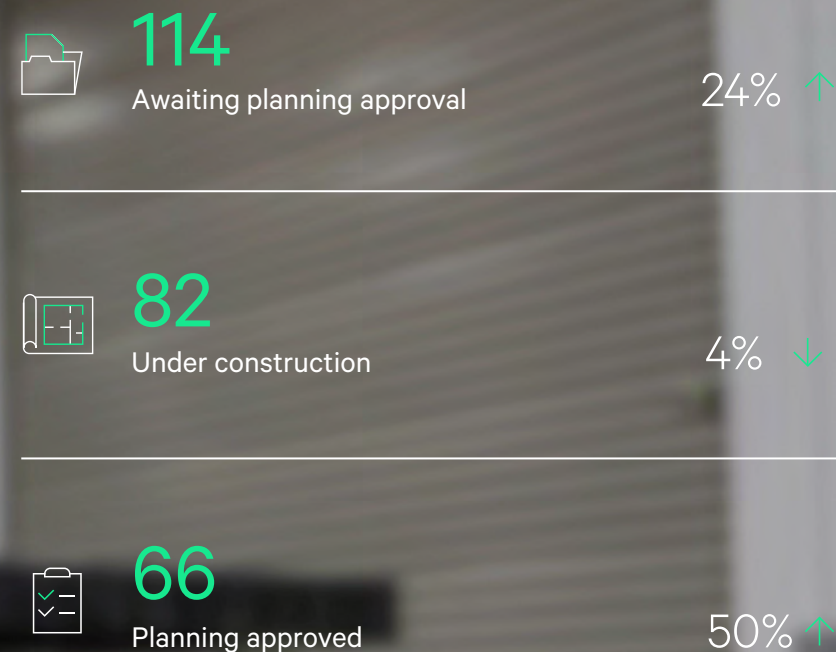 114
Awaiting planning approval
24% ↑
82
Under construction
4% ↓
66
Planning approved
50% ↑